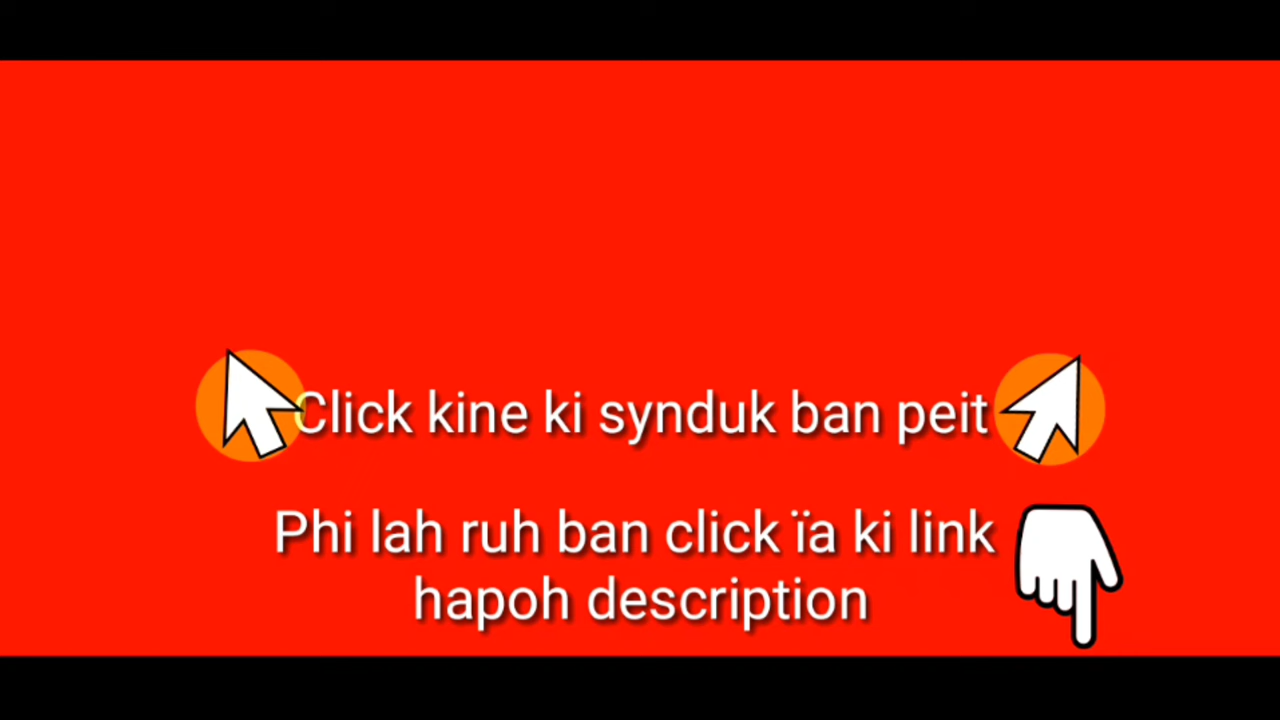 Click kine ki synduk ban peit
Phi lah ruh ban click ïa ki link
hapoh description